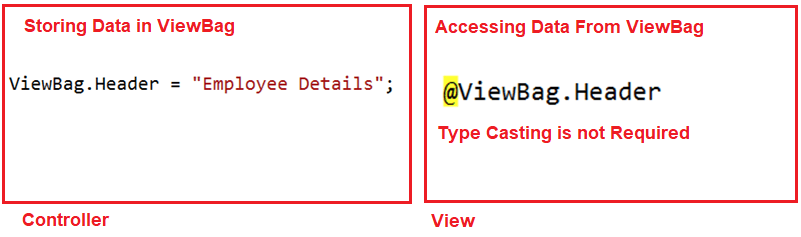 Storing Data in ViewBag
ViewBag.Header = "Employee Details";
Controller
Accessing Data From ViewBag
@ViewBag.Header
Type Casting is not Required
View